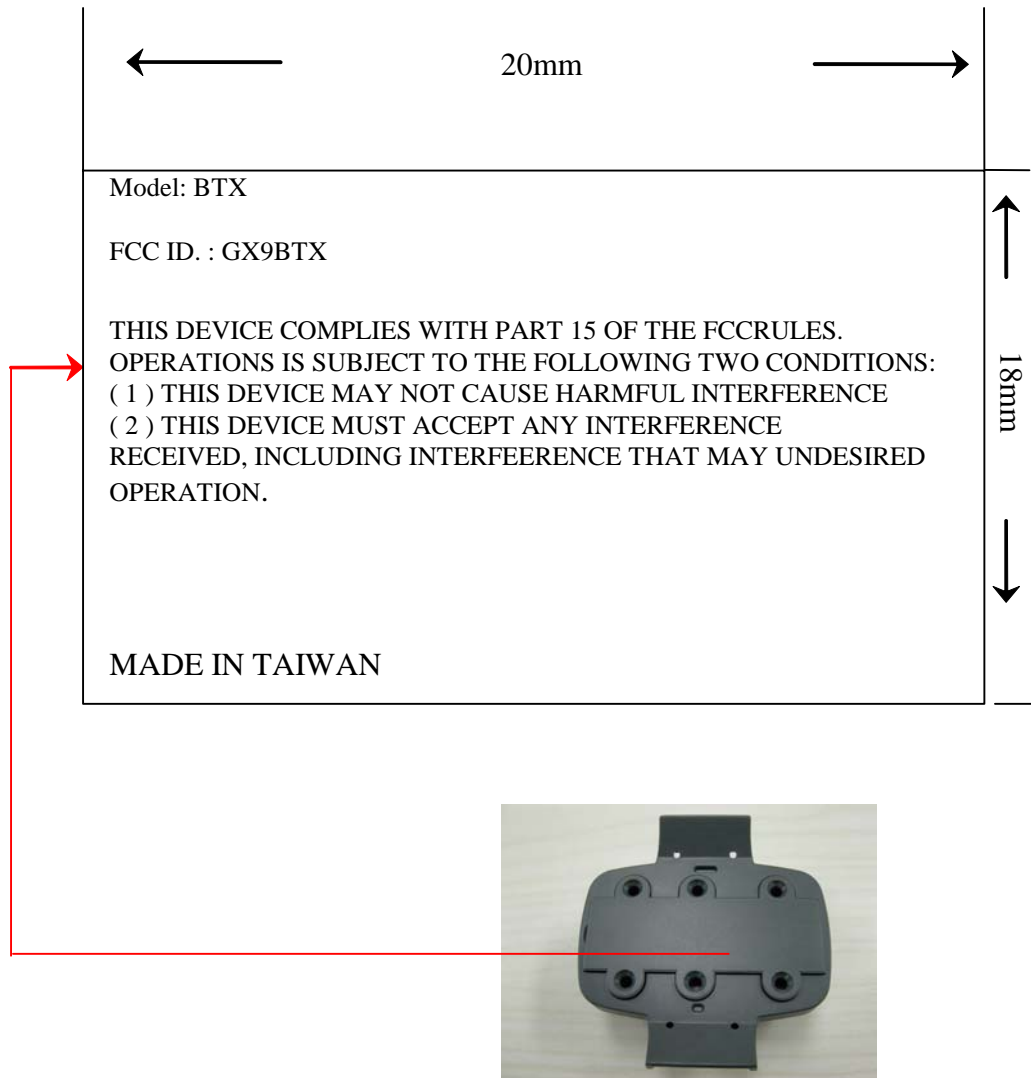 20mm
Model: BTX
FCC ID. : GX9BTX
THIS DEVICE COMPLIES WITH PART 15 OF THE FCCRULES.
OPERATIONS IS SUBJECT TO THE FOLLOWING TWO CONDITIONS:
( 1 ) THIS DEVICE MAY NOT CAUSE HARMFUL INTERFERENCE
( 2 ) THIS DEVICE MUST ACCEPT ANY INTERFERENCE
RECEIVED, INCLUDING INTERFEERENCE THAT MAY UNDESIRED
OPERATION.
18mm
MADE IN TAIWAN